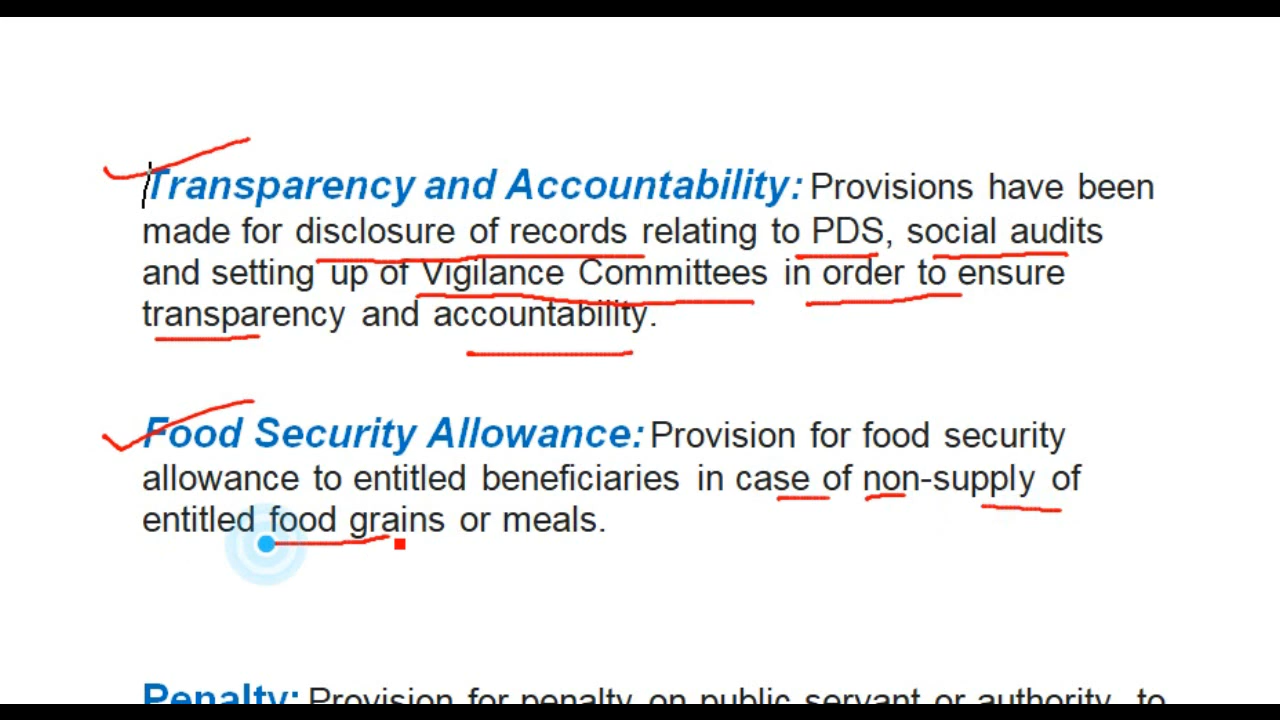 Transparency and Accountability: Provisions have been
made for disclosure of records relating to PDS, social audits
and setting up of Vigilance Committees in order to ensure
transparency and accountability.
Food Security Allowance: Provision for food security
allowance to entitled beneficiaries in case of non-supply of
entitled food grains or meals.
Penalty: Provision for penalty on public servant or authority, to